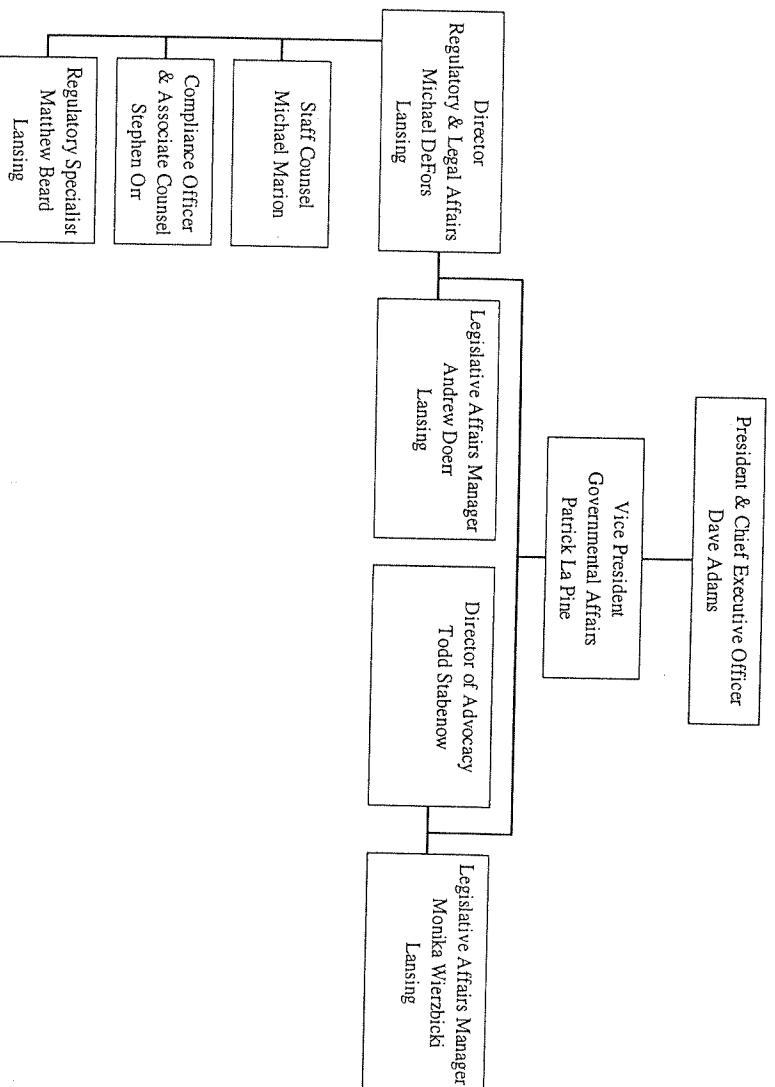 President & Chief Executive Officer
Dave Adams
Vice President
Governmental Affairs
Patrick La Pine
Director
Regulatory & Legal Affairs
Michael DeFors
Lansing
Legislative Affairs Manager
Andrew Doerr
Lansing
Director of Advocacy
Todd Stabenow
Legislative Affairs Manager
Monika Wierzbicki
Lansing
Staff Counsel
Michael Marion
Compliance Officer
& Associate Counsel
Stephen Orr
Regulatory Specialist
Matthew Beard
Lansing